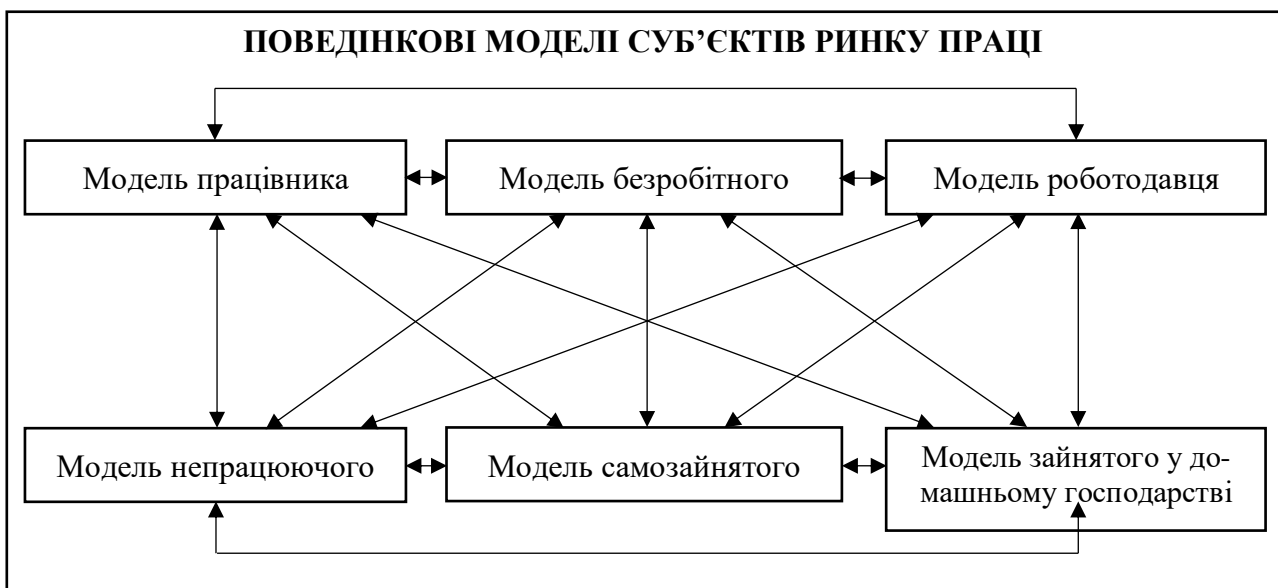 ПОВЕДІНКОВІ МОДЕЛІ СУБ’ЄКТІВ РИНКУ ПРАЦІ
Модель працівника
Модель безробітного
Модель роботодавця
Модель непрацюючого
Модель самозайнятого
Модель зайнятого у до-
машньому господарстві